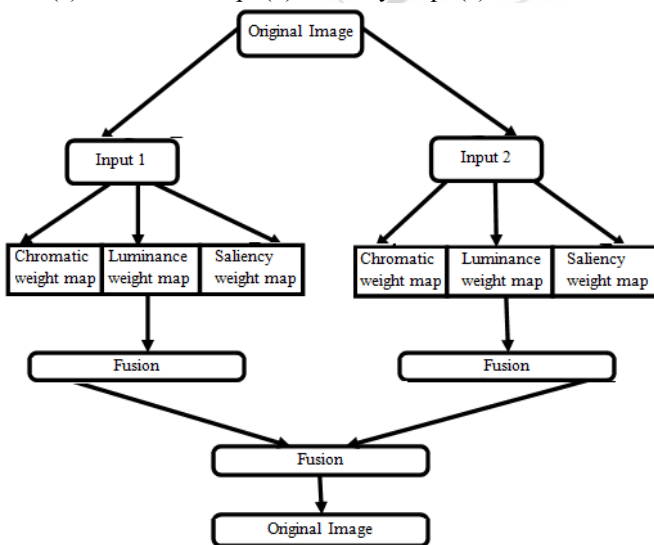 Original Image
Input 1
Input 2
Chromatic
weight map
Luminance
weight map
Saliency
weight map
Chromatic
weight map
Luminance
weight map
Saliency
weight map
Fusion
Fusion
Fusion
Original Image